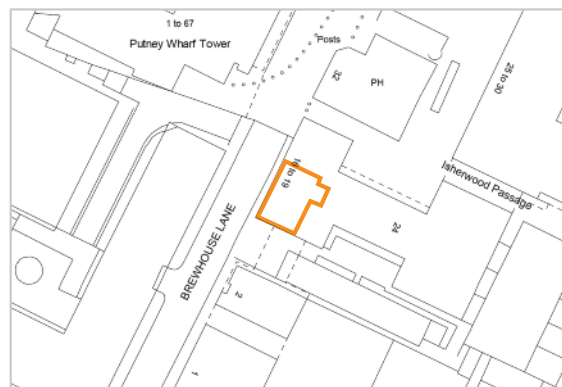 1 to 67
Putney Wharf Tower
Posts
32
PH
25 to 30
Isherwood Passage
16 to 19
24
BREWHOUSE LANE
2
1